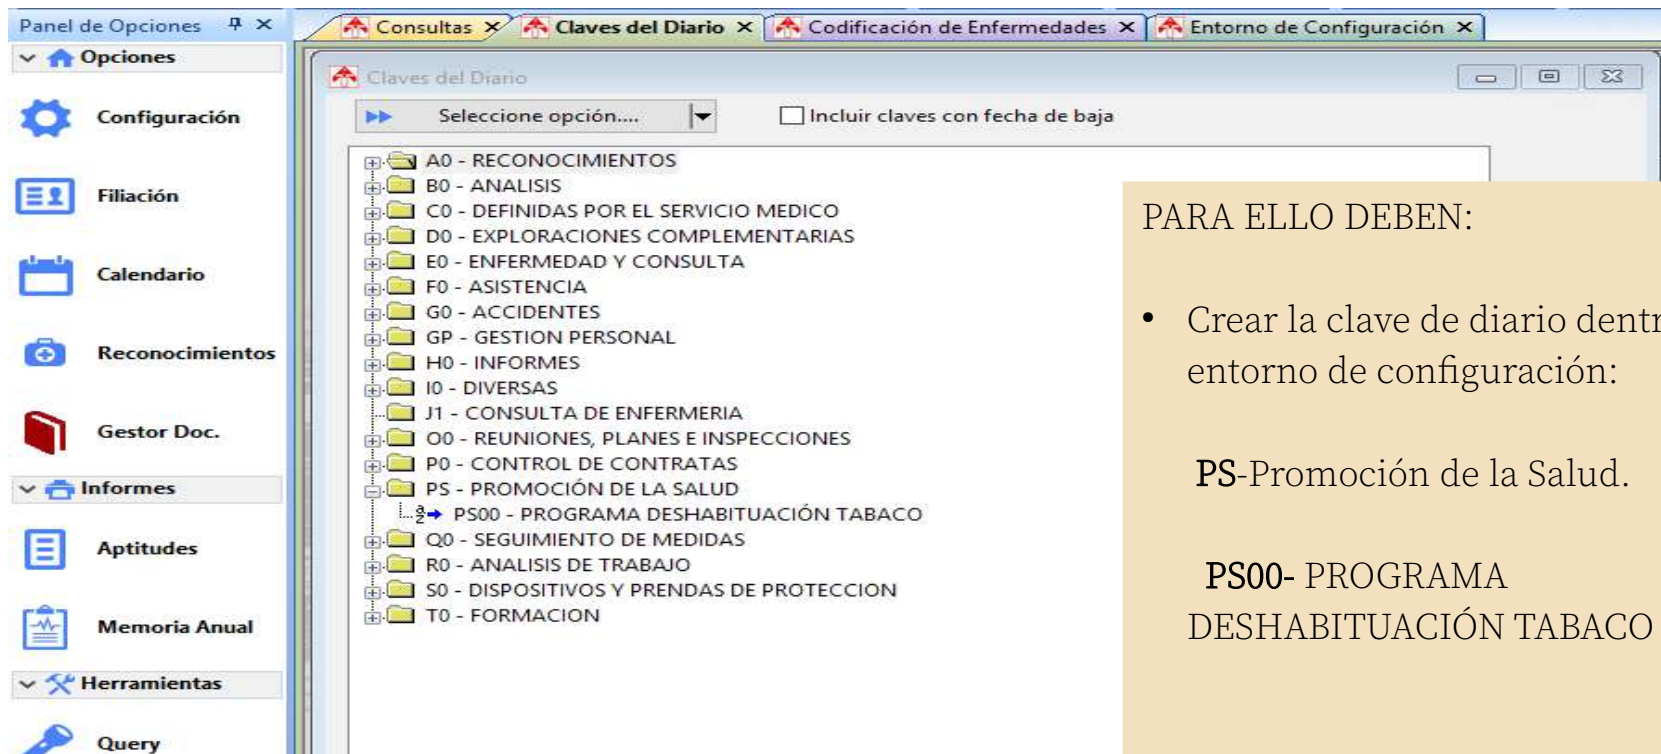 Panel de Opciones
Consultas
Claves del Diario
Codificación de Enfermedades
Entorno de Configuración
Opciones
Configuración
Filiación
Calendario
Reconocimientos
Gestor Doc.
Informes
Aptitudes
Memoria Anual
Herramientas
Query
Claves del Diario
Seleccione opción....
Incluir claves con fecha de baja
A0 - RECONOCIMIENTOS
B0 - ANALISIS
C0 - DEFINIDAS POR EL SERVICIO MEDICO
D0 - EXPLORACIONES COMPLEMENTARIAS
E0 - ENFERMEDAD Y CONSULTA
F0 - ASISTENCIA
G0 - ACCIDENTES
GP - GESTION PERSONAL
H0 - INFORMES
I0 - DIVERSAS
J1 - CONSULTA DE ENFERMERIA
O0 - REUNIONES, PLANES E INSPECCIONES
P0 - CONTROL DE CONTRATAS
PS - PROMOCIÓN DE LA SALUD
PS00 - PROGRAMA DESHABITUACIÓN TABACO
Q0 - SEGUIMIENTO DE MEDIDAS
R0 - ANALISIS DE TRABAJO
S0 - DISPOSITIVOS Y PRENDAS DE PROTECCION
T0 - FORMACION
PARA ELLO DEBEN:
• Crear la clave de diario dentr
entorno de configuración:
PS-Promoción de la Salud.
PS00- PROGRAMA
DESHABITUACIÓN TABACO